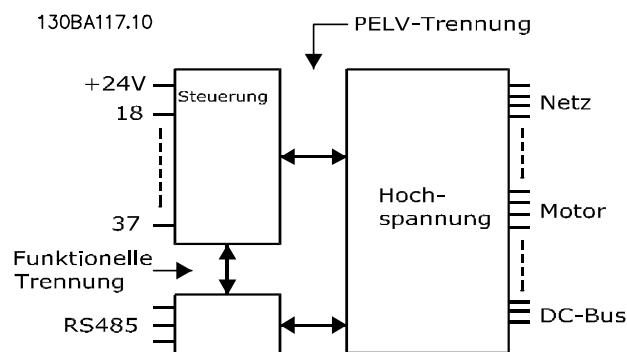 130BA117.10
PELV-Trennung
+24V
Steuerung
18
37
Funktionelle
Trennung
RS485
Hoch-
spannung
Netz
Motor
DC-Bus